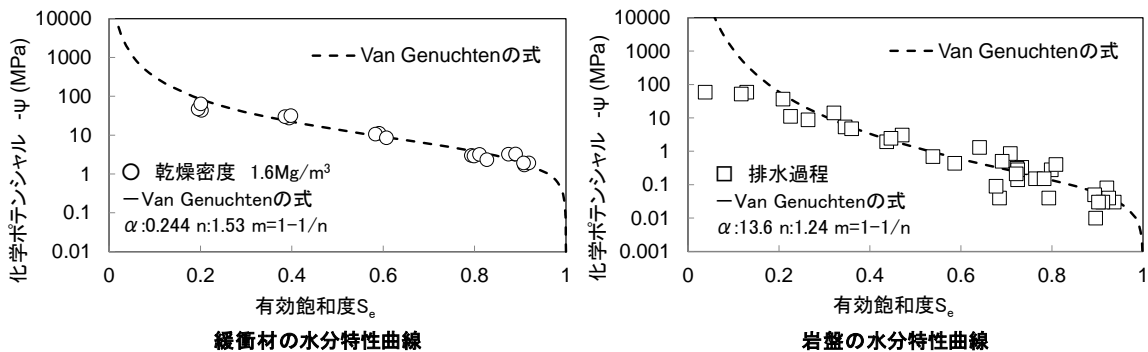 10000
1000
100
10
1
0.1
0.01
化学ポテンシャル -ψ (MPa)
Van Genuchtenの式
乾燥密度 1.6Mg/m³
Van Genuchtenの式
α:0.244 n:1.53 m=1-1/n
0 0.2 0.4 0.6 0.8 1
有効飽和度Se
緩衝材の水分特性曲線
10000
1000
100
10
1
0.1
0.01
0.001
化学ポテンシャル -ψ (MPa)
Van Genuchtenの式
排水過程
Van Genuchtenの式
α:13.6 n:1.24 m=1-1/n
0 0.2 0.4 0.6 0.8 1
有効飽和度Se
岩盤の水分特性曲線